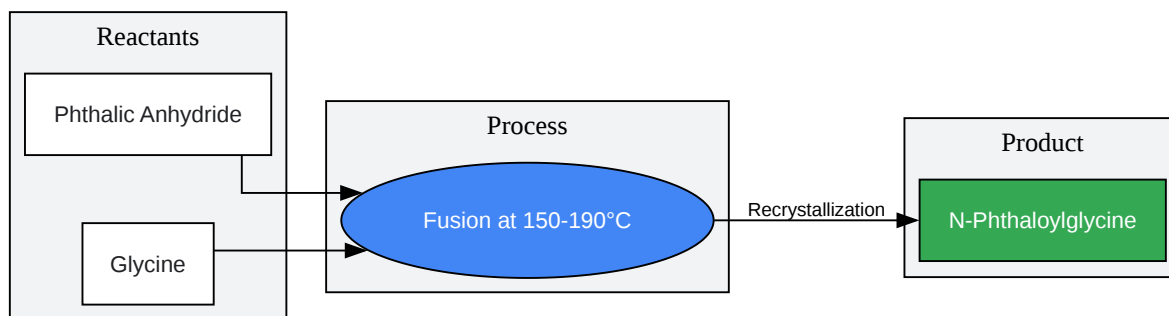 Reactants
Phthalic Anhydride
Glycine
Process
Fusion at 150-190°C
Recrystallization
Product
N-Phthaloylglycine